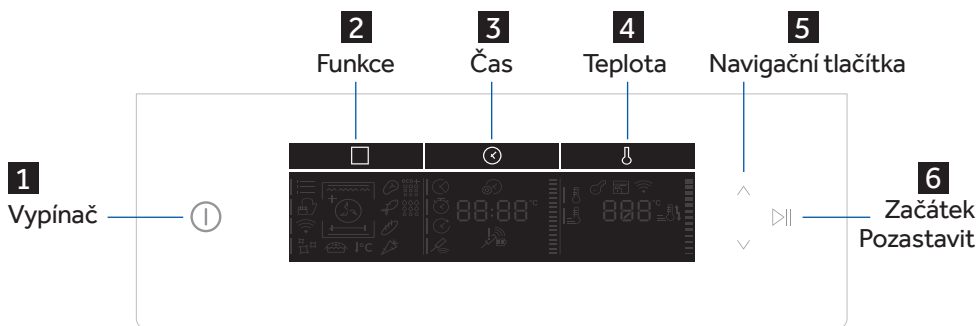 2
Funkce
3
Čas
4
Teplota
5
Navigační tlačítka
1
Vypínač
88:88 °C
888 °C
°C
6
Začátek
Pozastavit